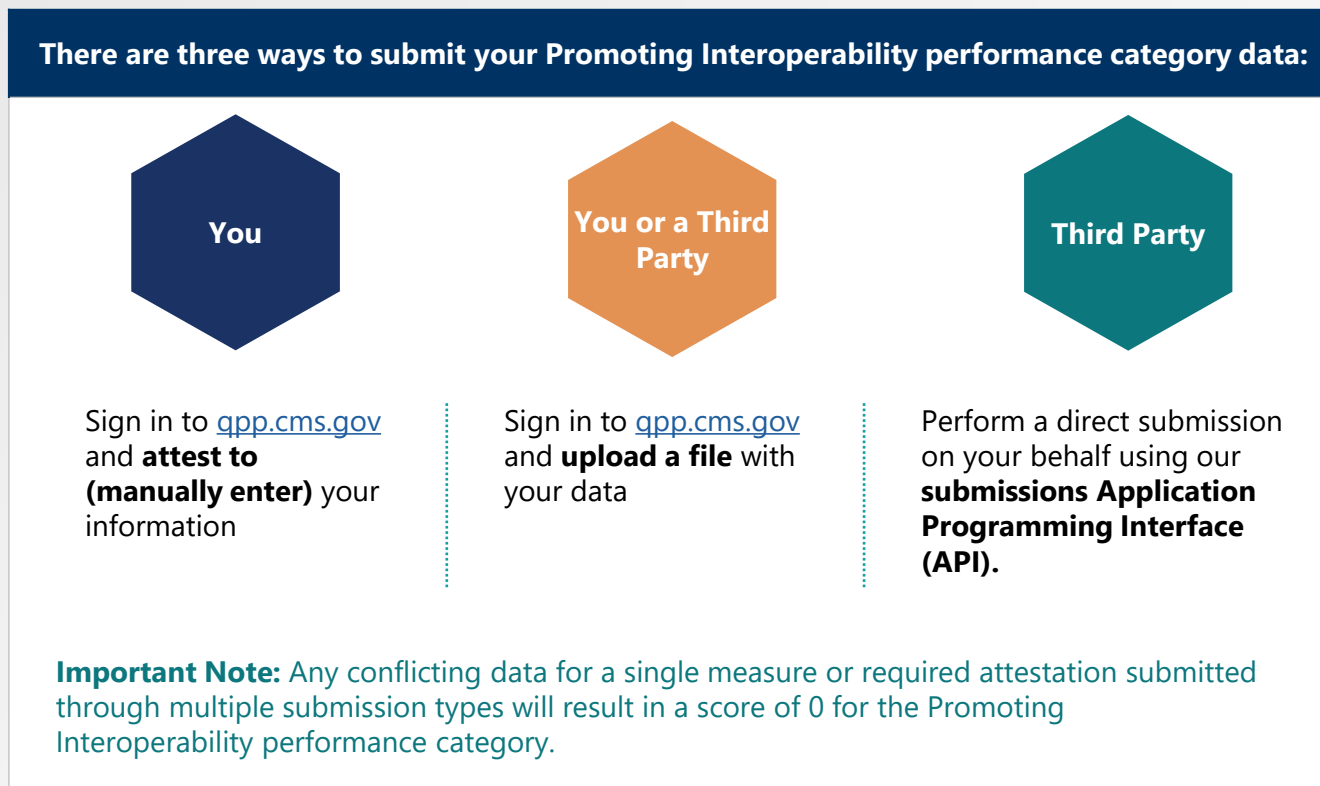 There are three ways to submit your Promoting Interoperability performance category data:
You
You or a Third
Party
Third Party
Sign in to qpp.cms.gov
and attest to
(manually enter) your
information
Sign in to qpp.cms.gov
and upload a file with
your data
Perform a direct submission
on your behalf using our
submissions Application
Programming Interface
(API).
Important Note: Any conflicting data for a single measure or required attestation submitted
through multiple submission types will result in a score of 0 for the Promoting
Interoperability performance category.